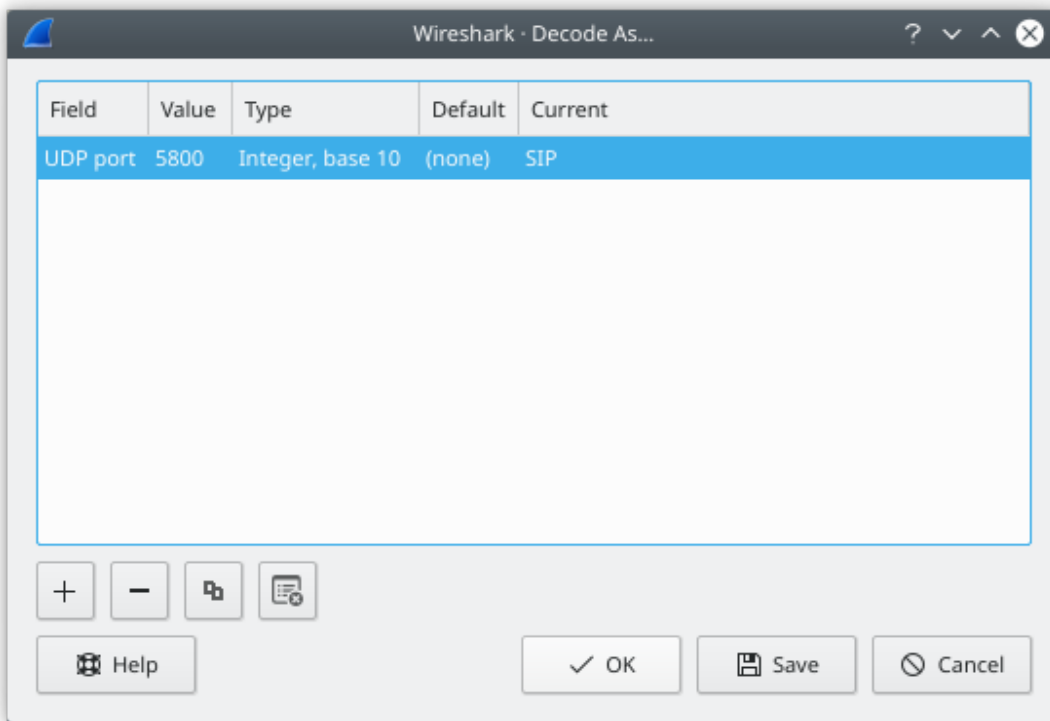 Wireshark · Decode As...
Field Value Type Default Current
UDP port 5800 Integer, base 10 (none) SIP
Help OK Save Cancel